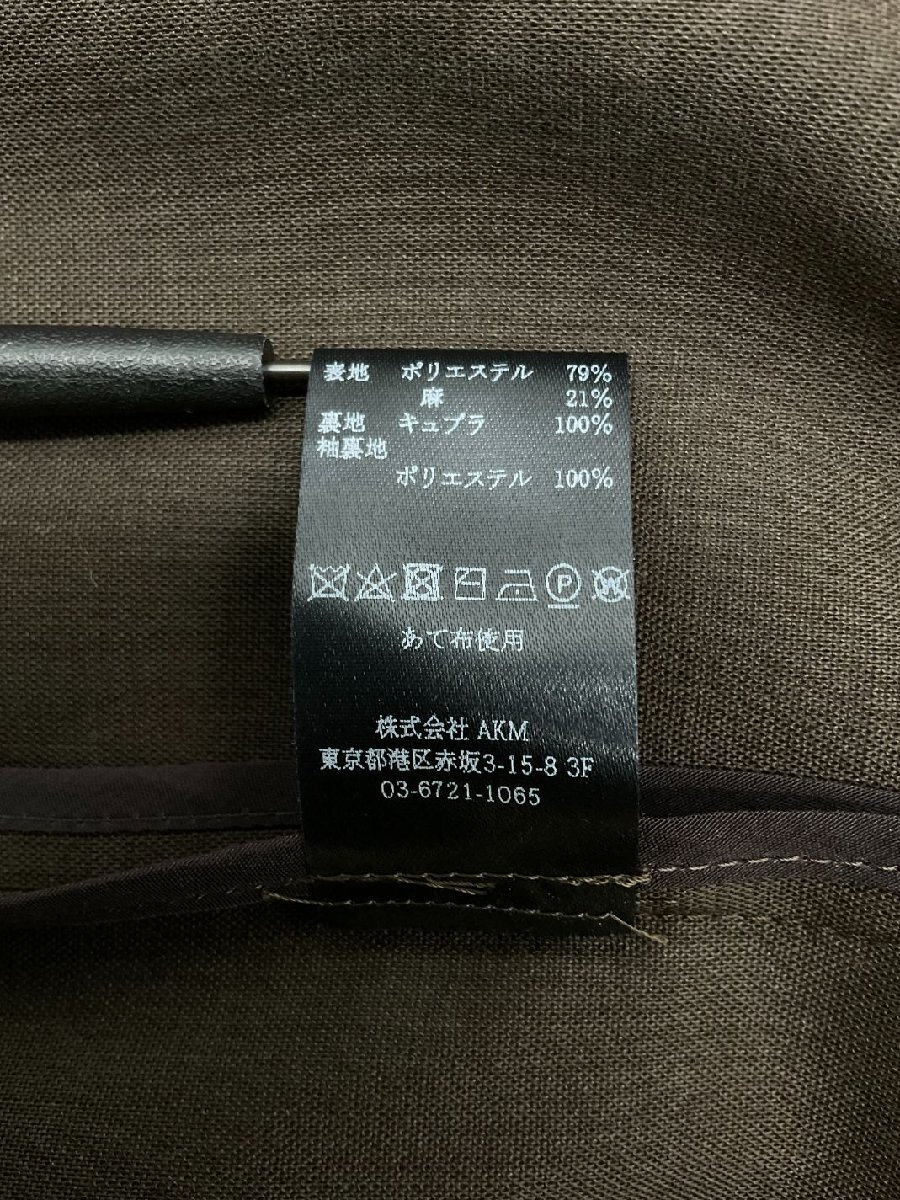 表地 ポリエステル 79%
麻 21%
裏地 キュプラ 100%
袖裏地
ポリエステル 100%
P W
あて布使用
株式会社 AKM
東京都港区赤坂3-15-8 3F
03-6721-1065